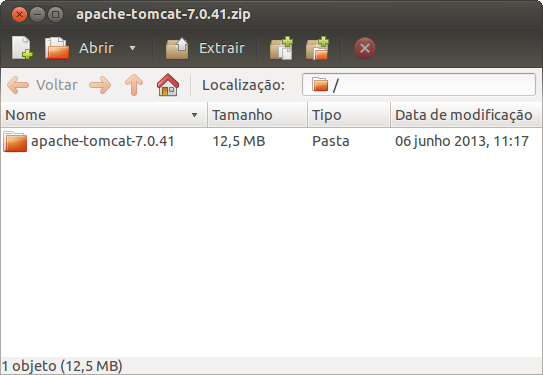 apache-tomcat-7.0.41.zip
Abrir Extrair
Voltar Localização: /
Nome Tamanho Tipo Data de modificação
apache-tomcat-7.0.41 12,5 MB Pasta 06 junho 2013, 11:17
1 objeto (12,5 MB)